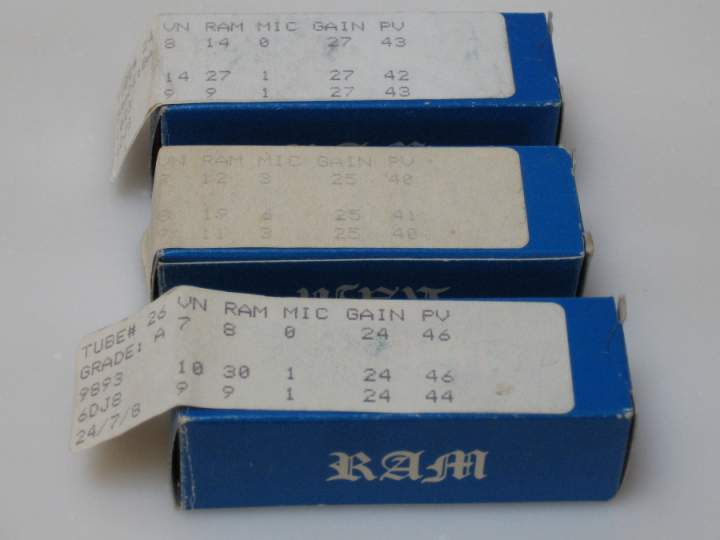 VN RAM MIC GAIN PV
8 14 0 27 43
14 27 1 27 42
9 9 1 27 43
VN RAM MIC GAIN PV
12 3 25 40
8 19 25 41
11 3 25 40
VN RAM MIC GAIN PV
7 8 0 24 46
10 30 1 24 46
9 9 1 24 44
TUBE# 26
GRADE: A
9893
6DJ8
24/7/8
RAM